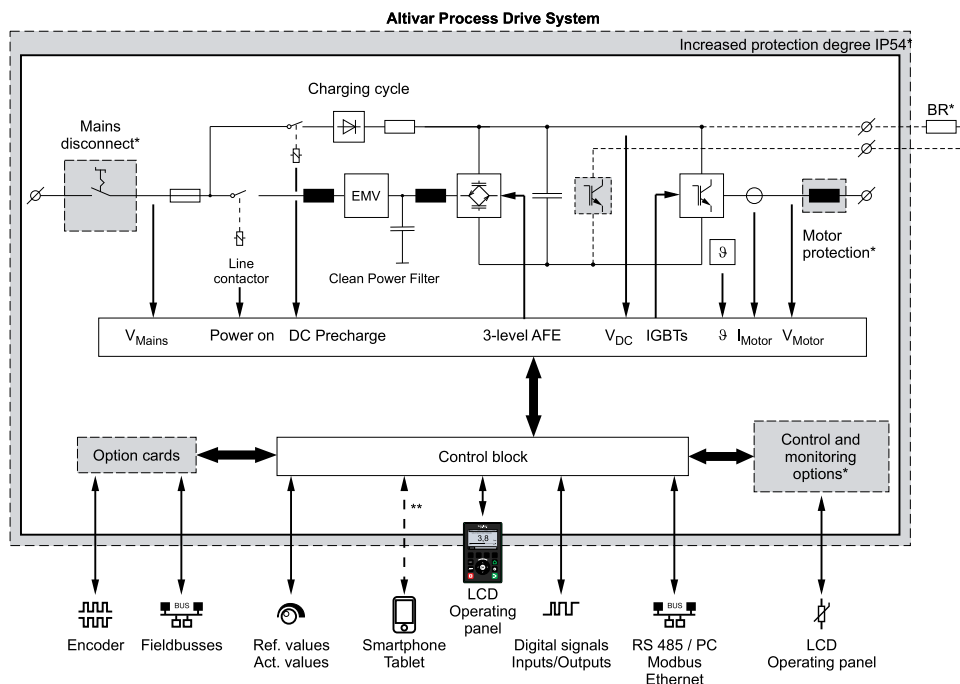 Altivar Process Drive System
Increased protection degree IP54*
Charging cycle
BR*
Mains
disconnect*
EMV
Motor
protection*
ϑ
Line
contactor
Clean Power Filter
VMains
Power on
DC Precharge
3-level AFE
VDC
IGBTs
ϑ
IMotor
VMotor
Option cards
Control block
Control and
monitoring
options*
**
3,8
BUS
BUS
Encoder
Fieldbusses
Ref. values
Act. values
Smartphone
Tablet
LCD
Operating
panel
Digital signals
Inputs/Outputs
RS 485 / PC
Modbus
Ethernet
LCD
Operating panel